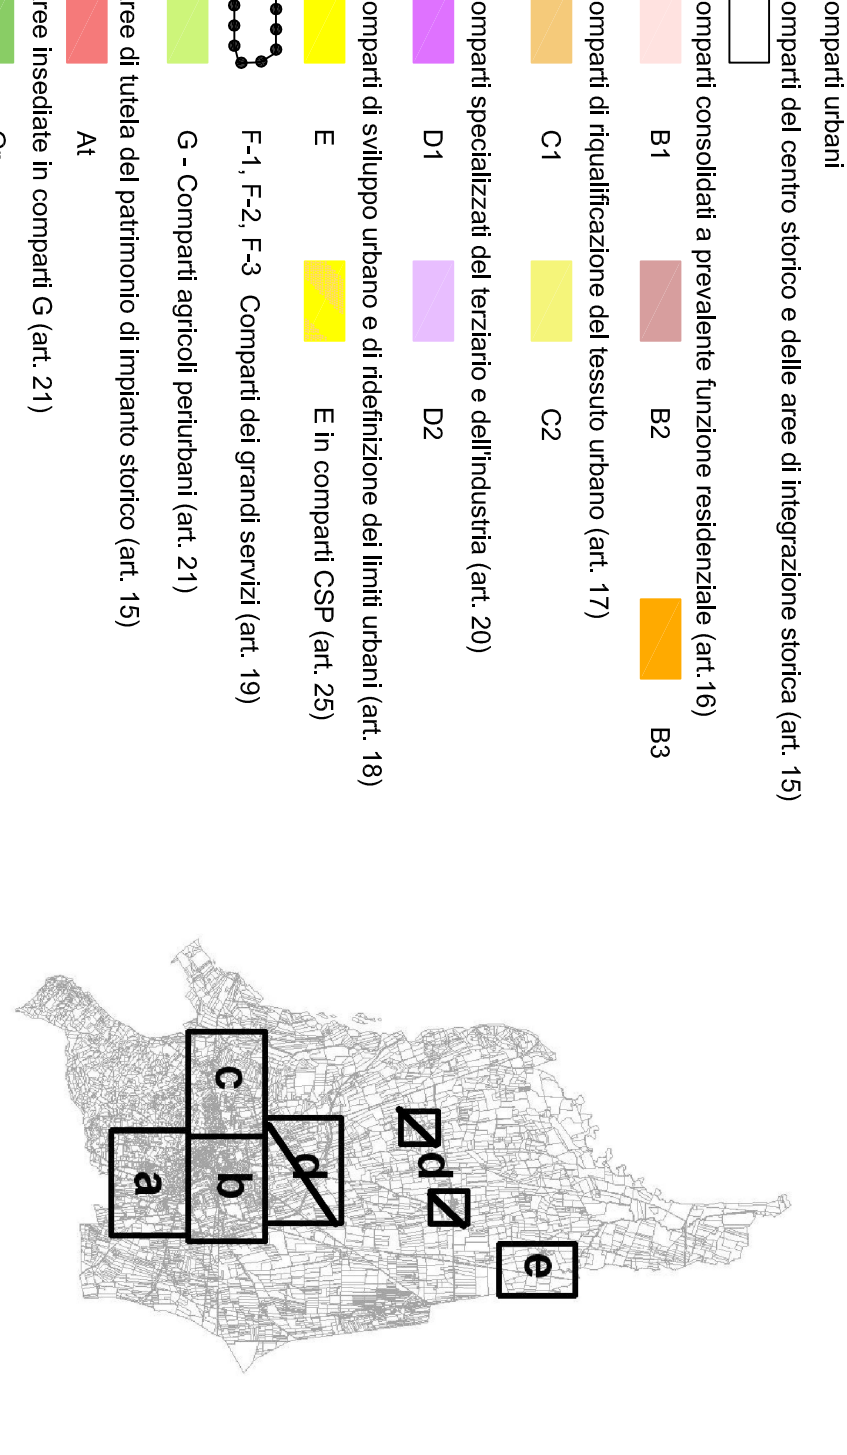 omparti urbani
omparti del centro storico e delle aree di integrazione storica (art. 15)
omparti consolidati a prevalente funzione residenziale (art.16)
B1 B2 B3
omparti di riqualificazione del tessuto urbano (art. 17)
C1 C2
omparti specializzati del terziario e dell'industria (art. 20)
D1 D2
omparti di sviluppo urbano e di ridefinizione dei limiti urbani (art. 18)
E E in comparti CSP (art. 25)
F-1, F-2, F-3 Comparti dei grandi servizi (art. 19)
G - Comparti agricoli periurbani (art. 21)
ree di tutela del patrimonio di impianto storico (art. 15)
At
ree insediate in comparti G (art. 21)
e
d
d
c b
a